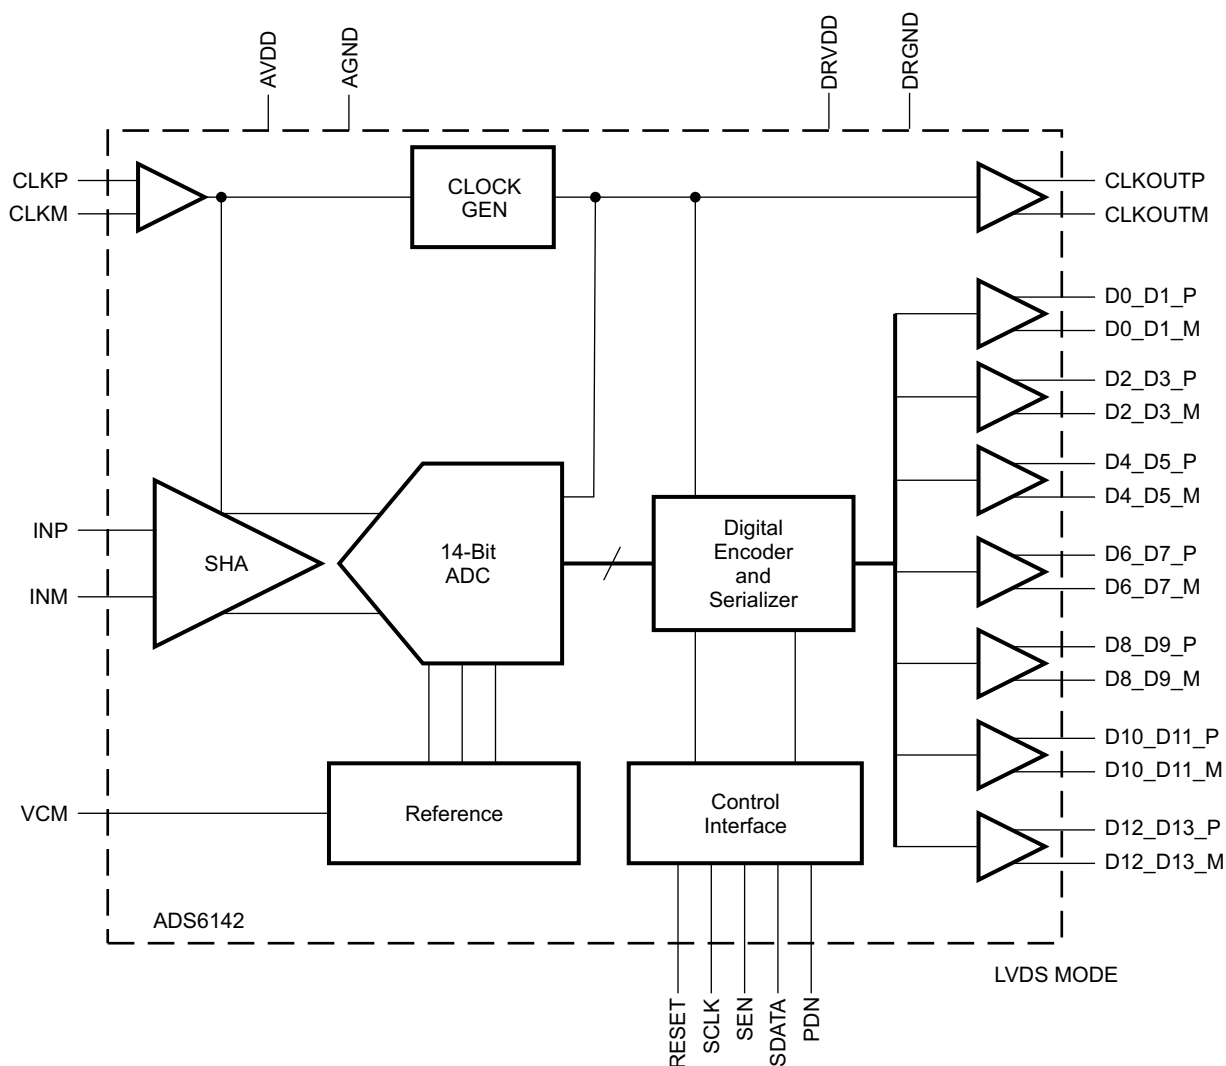 AVDD
AGND
DRVDD
DRGND
CLKP
CLKM
CLOCK
GEN
CLKOUTP
CLKOUTM
D0_D1_P
D0_D1_M
D2_D3_P
D2_D3_M
D4_D5_P
D4_D5_M
INP
INM
SHA
14-Bit
ADC
Digital
Encoder
and
Serializer
D6_D7_P
D6_D7_M
D8_D9_P
D8_D9_M
D10_D11_P
D10_D11_M
VCM
Reference
Control
Interface
D12_D13_P
D12_D13_M
ADS6142
LVDS MODE
RESET
SCLK
SEN
SDATA
PDN